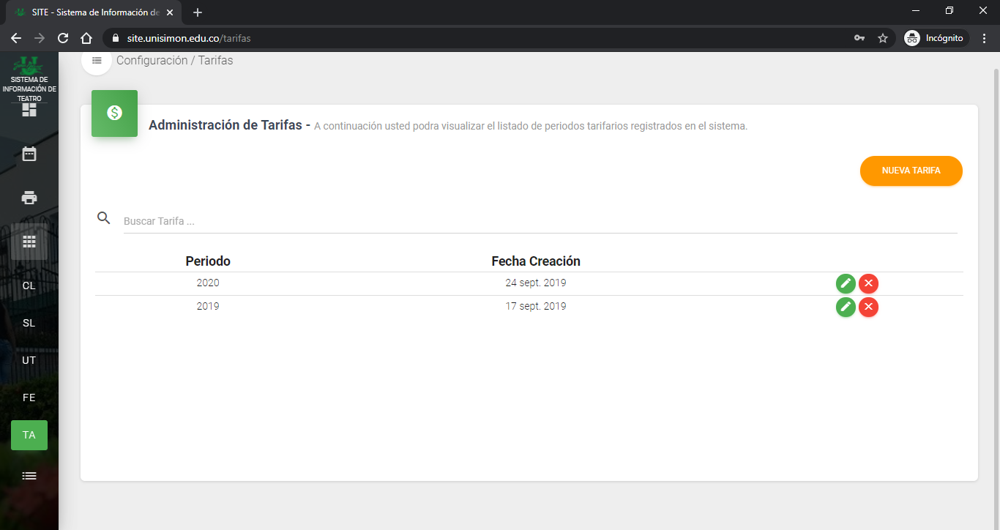 SITE - Sistema de Información de
site.unisimon.edu.co/tarifas
Incógnito
SISTEMA DE
INFORMACIÓN DE
TEATRO
Configuración / Tarifas
Administración de Tarifas - A continuación usted podra visualizar el listado de periodos tarifarios registrados en el sistema.
NUEVA TARIFA
Buscar Tarifa ...
Periodo Fecha Creación
2020 24 sept. 2019
2019 17 sept. 2019
CL
SL
UT
FE
TA